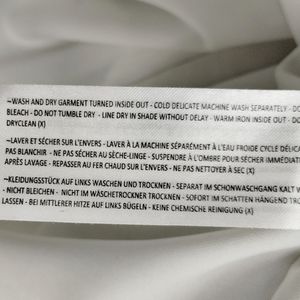 ~WASH AND DRY GARMENT TURNED INSIDE OUT - COLD DELICATE MACHINE WASH SEPARATELY - DO
BLEACH - DO NOT TUMBLE DRY - LINE DRY IN SHADE WITHOUT DELAY - WARM IRON INSIDE OUT - DO
DRYCLEAN (X)
~LAVER ET SÉCHER SUR L'ENVERS - LAVER À LA MACHINE SÉPARÉMENT À L'EAU FROIDE CYCLE DÉLICA
PAS BLANCHIR - NE PAS SÉCHER AU SÈCHE-LINGE - SUSPENDRE À L'OMBRE POUR SÉCHER IMMÉDIAT
APRÈS LAVAGE - REPASSER AU FER CHAUD SUR L'ENVERS - NE PAS NETTOYER À SEC (X)
~KLEIDUNGSSTÜCK AUF LINKS WASCHEN UND TROCKNEN - SEPARAT IM SCHONWASCHGANG KALT W
- NICHT BLEICHEN - NICHT IM WÄSCHETROCKNER TROCKNEN - SOFORT IM SCHATTEN HÄNGEND TRO
LASSEN - BEI MITTLERER HITZE AUF LINKS BÜGELN - KEINE CHEMISCHE REINIGUNG (X)